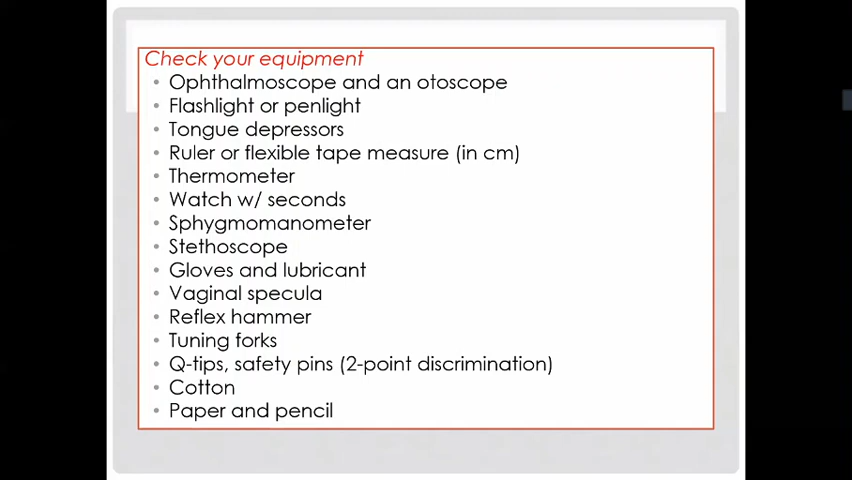 Check your equipment
• Ophthalmoscope and an otoscope
• Flashlight or penlight
• Tongue depressors
• Ruler or flexible tape measure (in cm)
• Thermometer
• Watch w/ seconds
• Sphygmomanometer
• Stethoscope
• Gloves and lubricant
• Vaginal specula
• Reflex hammer
• Tuning forks
• Q-tips, safety pins (2-point discrimination)
• Cotton
• Paper and pencil